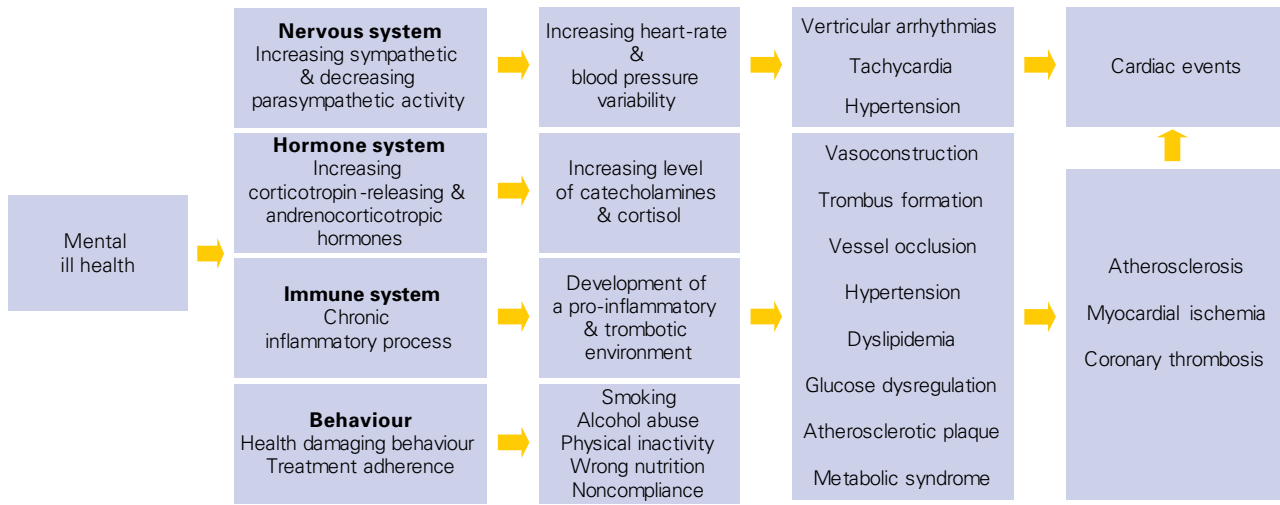 Mental
ill health
Nervous system
Increasing sympathetic
& decreasing
parasympathetic activity
Increasing heart-rate
&
blood pressure
variability
Vertricular arrhythmias
Tachycardia
Hypertension
Cardiac events
Hormone system
Increasing
corticotropin-releasing &
andrenocorticotropic
hormones
Increasing level
of catecholamines
& cortisol
Immune system
Chronic
inflammatory process
Development of
a pro-inflammatory
& trombotic
environment
Behaviour
Health damaging behaviour
Treatment adherence
Smoking
Alcohol abuse
Physical inactivity
Wrong nutrition
Noncompliance
Vasoconstruction
Trombus formation
Vessel occlusion
Hypertension
Dyslipidemia
Glucose dysregulation
Atherosclerotic plaque
Metabolic syndrome
Atherosclerosis
Myocardial ischemia
Coronary thrombosis